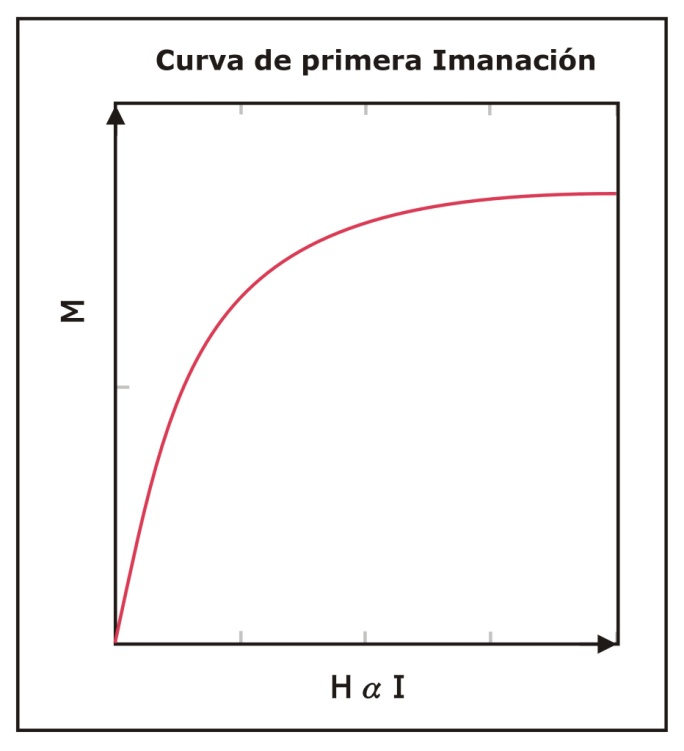 Curva de primera Imanación
M
H α I